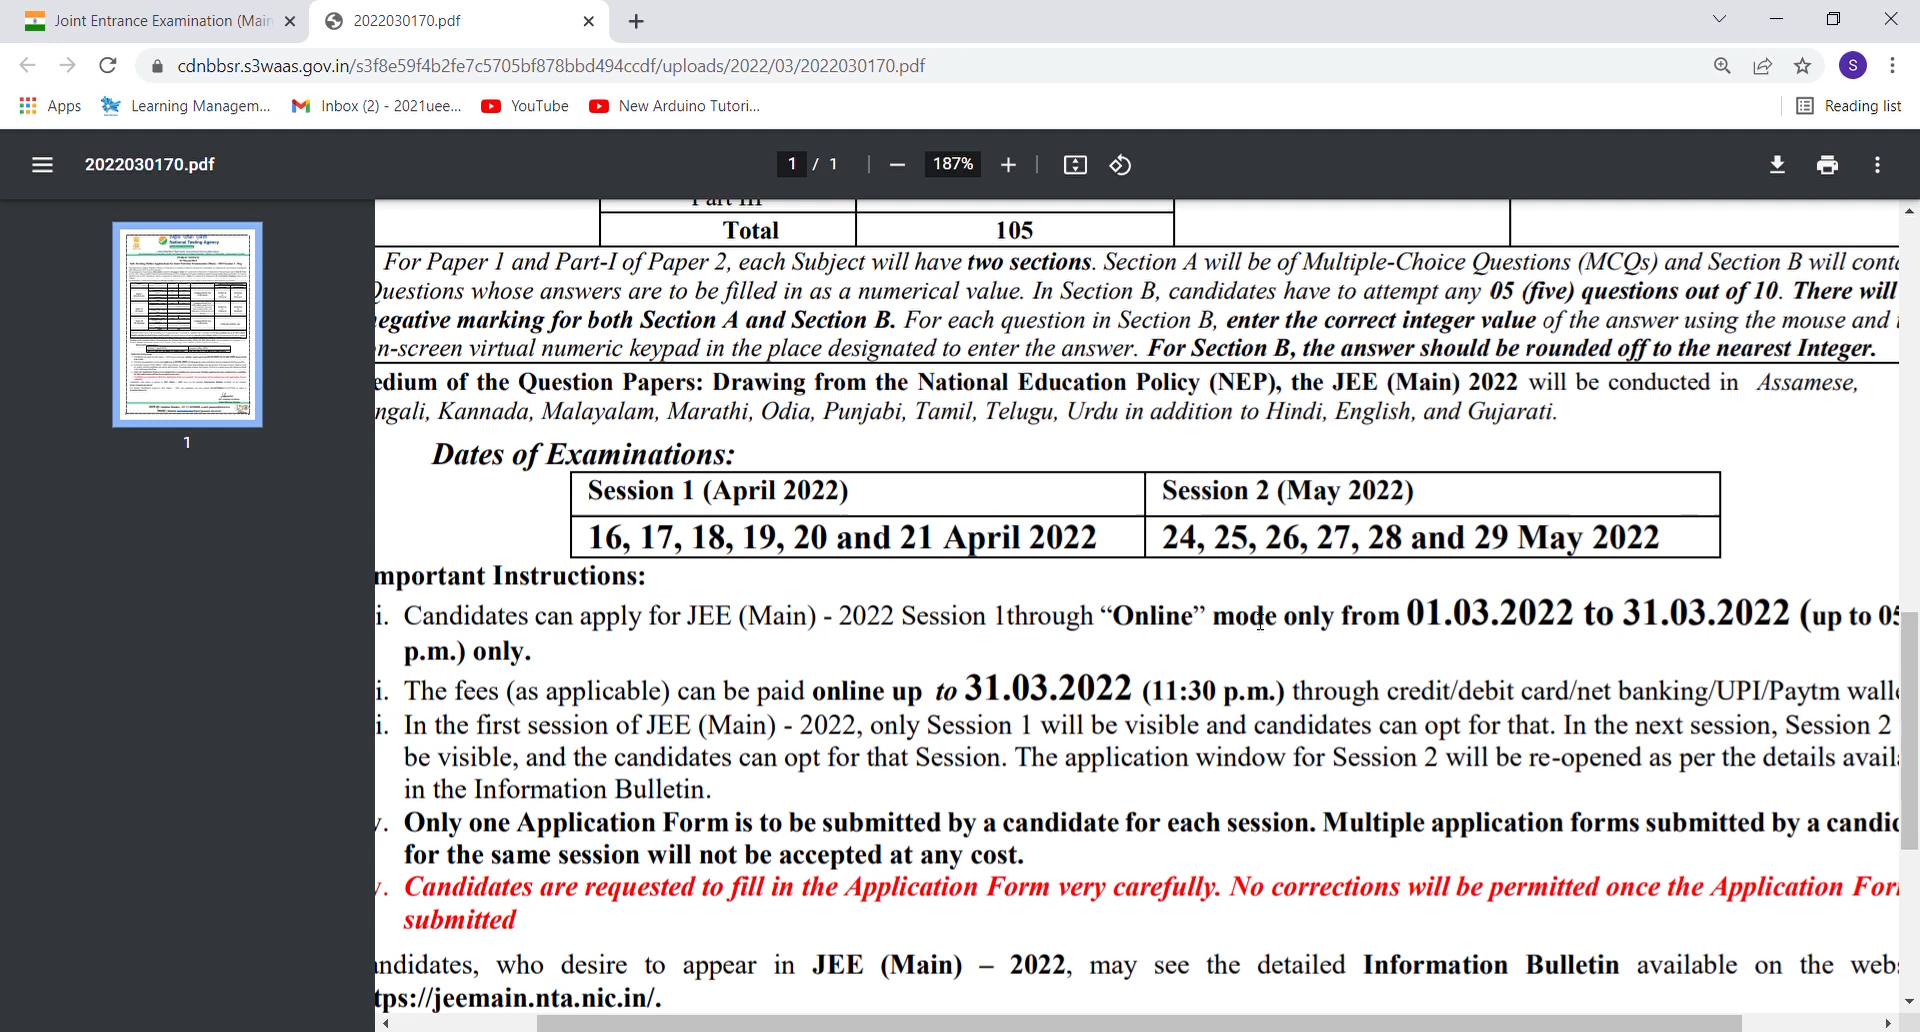 Joint Entrance Examination (Main
2022030170.pdf
cdnbbsr.s3waas.gov.in/s3f8e59f4b2fe7c5705bf878bbd494ccdf/uploads/2022/03/2022030170.pdf
S
Apps
Learning Managem...
Inbox (2) - 2021uee...
YouTube
New Arduino Tutori...
Reading list
2022030170.pdf
1 / 1
187%
1
Part III
Total 105
For Paper 1 and Part-I of Paper 2, each Subject will have two sections. Section A will be of Multiple-Choice Questions (MCQs) and Section B will conta
Questions whose answers are to be filled in as a numerical value. In Section B, candidates have to attempt any 05 (five) questions out of 10. There will
egative marking for both Section A and Section B. For each question in Section B, enter the correct integer value of the answer using the mouse and
n-screen virtual numeric keypad in the place designated to enter the answer. For Section B, the answer should be rounded off to the nearest Integer.
edium of the Question Papers: Drawing from the National Education Policy (NEP), the JEE (Main) 2022 will be conducted in Assamese,
ngali, Kannada, Malayalam, Marathi, Odia, Punjabi, Tamil, Telugu, Urdu in addition to Hindi, English, and Gujarati.
Dates of Examinations:
Session 1 (April 2022) Session 2 (May 2022)
16, 17, 18, 19, 20 and 21 April 2022 24, 25, 26, 27, 28 and 29 May 2022
mportant Instructions:
i. Candidates can apply for JEE (Main) - 2022 Session 1through “Online” mode only from 01.03.2022 to 31.03.2022 (up to 05
p.m.) only.
i. The fees (as applicable) can be paid online up to 31.03.2022 (11:30 p.m.) through credit/debit card/net banking/UPI/Paytm walle
i. In the first session of JEE (Main) - 2022, only Session 1 will be visible and candidates can opt for that. In the next session, Session 2
be visible, and the candidates can opt for that Session. The application window for Session 2 will be re-opened as per the details avail
in the Information Bulletin.
v. Only one Application Form is to be submitted by a candidate for each session. Multiple application forms submitted by a candid
for the same session will not be accepted at any cost.
v. Candidates are requested to fill in the Application Form very carefully. No corrections will be permitted once the Application For
submitted
ndidates, who desire to appear in JEE (Main) – 2022, may see the detailed Information Bulletin available on the web
tps://jeemain.nta.nic.in/.